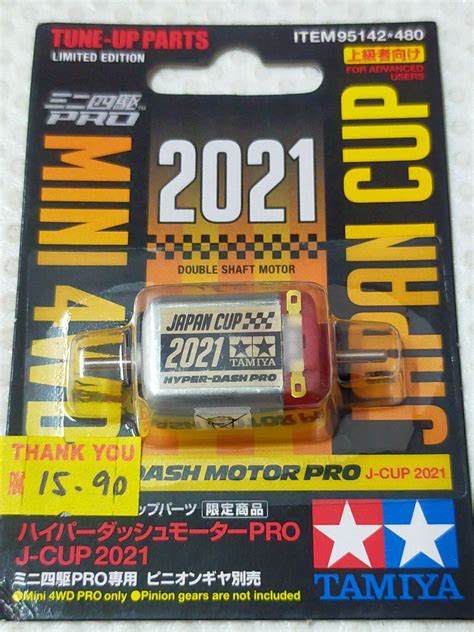 TUNE-UP PARTS
LIMITED EDITION
ITEM95142*480
上級者向け
FOR ADVANCED
USERS
ミニ四駆
PRO
MINI 4WD
JAPAN CUP
2021
DOUBLE SHAFT MOTOR
JAPAN CUP
2021
TAMIYA
HYPER-DASH PRO
THANK YOU
RM 15.90
DASH MOTOR PRO J-CUP 2021
ップパーツ 限定商品
ハイパーダッシュモーターPRO
J-CUP 2021
ミニ四駆PRO専用 ピニオンギヤ別売
●Mini 4WD PRO only ●Pinion gears are not included
TAMIYA